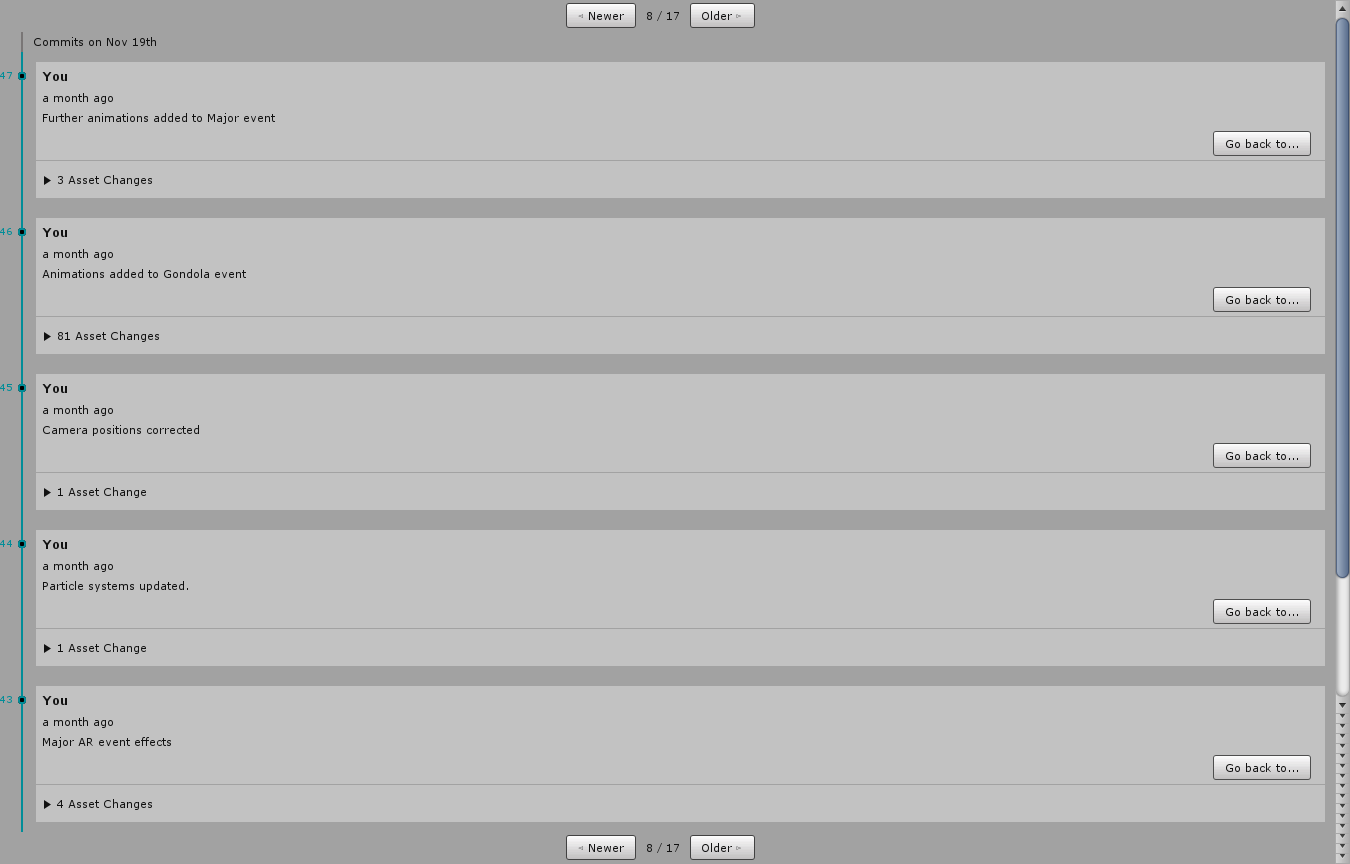 Newer 8 / 17 Older
Commits on Nov 19th
47
You
a month ago
Further animations added to Major event
Go back to...
3 Asset Changes
46
You
a month ago
Animations added to Gondola event
Go back to...
81 Asset Changes
45
You
a month ago
Camera positions corrected
Go back to...
1 Asset Change
44
You
a month ago
Particle systems updated.
Go back to...
1 Asset Change
43
You
a month ago
Major AR event effects
Go back to...
4 Asset Changes
Newer 8 / 17 Older